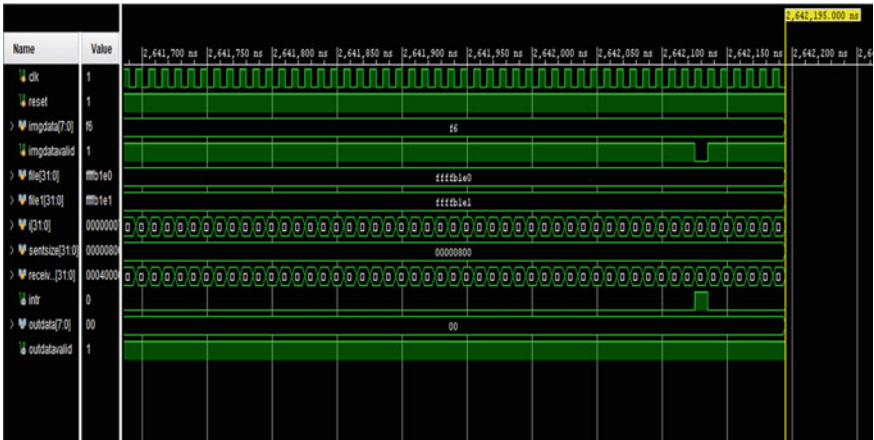 2,642,195.000 ns
Name Value
2,641,700 ns 2,641,750 ns 2,641,800 ns 2,641,850 ns 2,641,900 ns 2,641,950 ns 2,642,000 ns 2,642,050 ns 2,642,100 ns 2,642,150 ns 2,642,200 ns 2,6
clk 1
reset 1
imgdata[7:0] f6 f6
imgdatavalid 1
file[31:0] ffffb1e0 ffffb1e0
file1[31:0] ffffb1e1 ffffb1e1
i[31:0] 0000000
sentsize[31:0] 0000080 00000800
receiv...[31:0] 0004000
intr 0
outdata[7:0] 00 00
outdatavalid 1